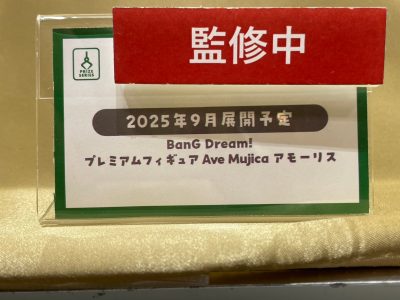 監修中
PRIZE
SERIES
2025年9月展開予定
BanG Dream!
プレミアムフィギュア Ave Mujica アモーリス